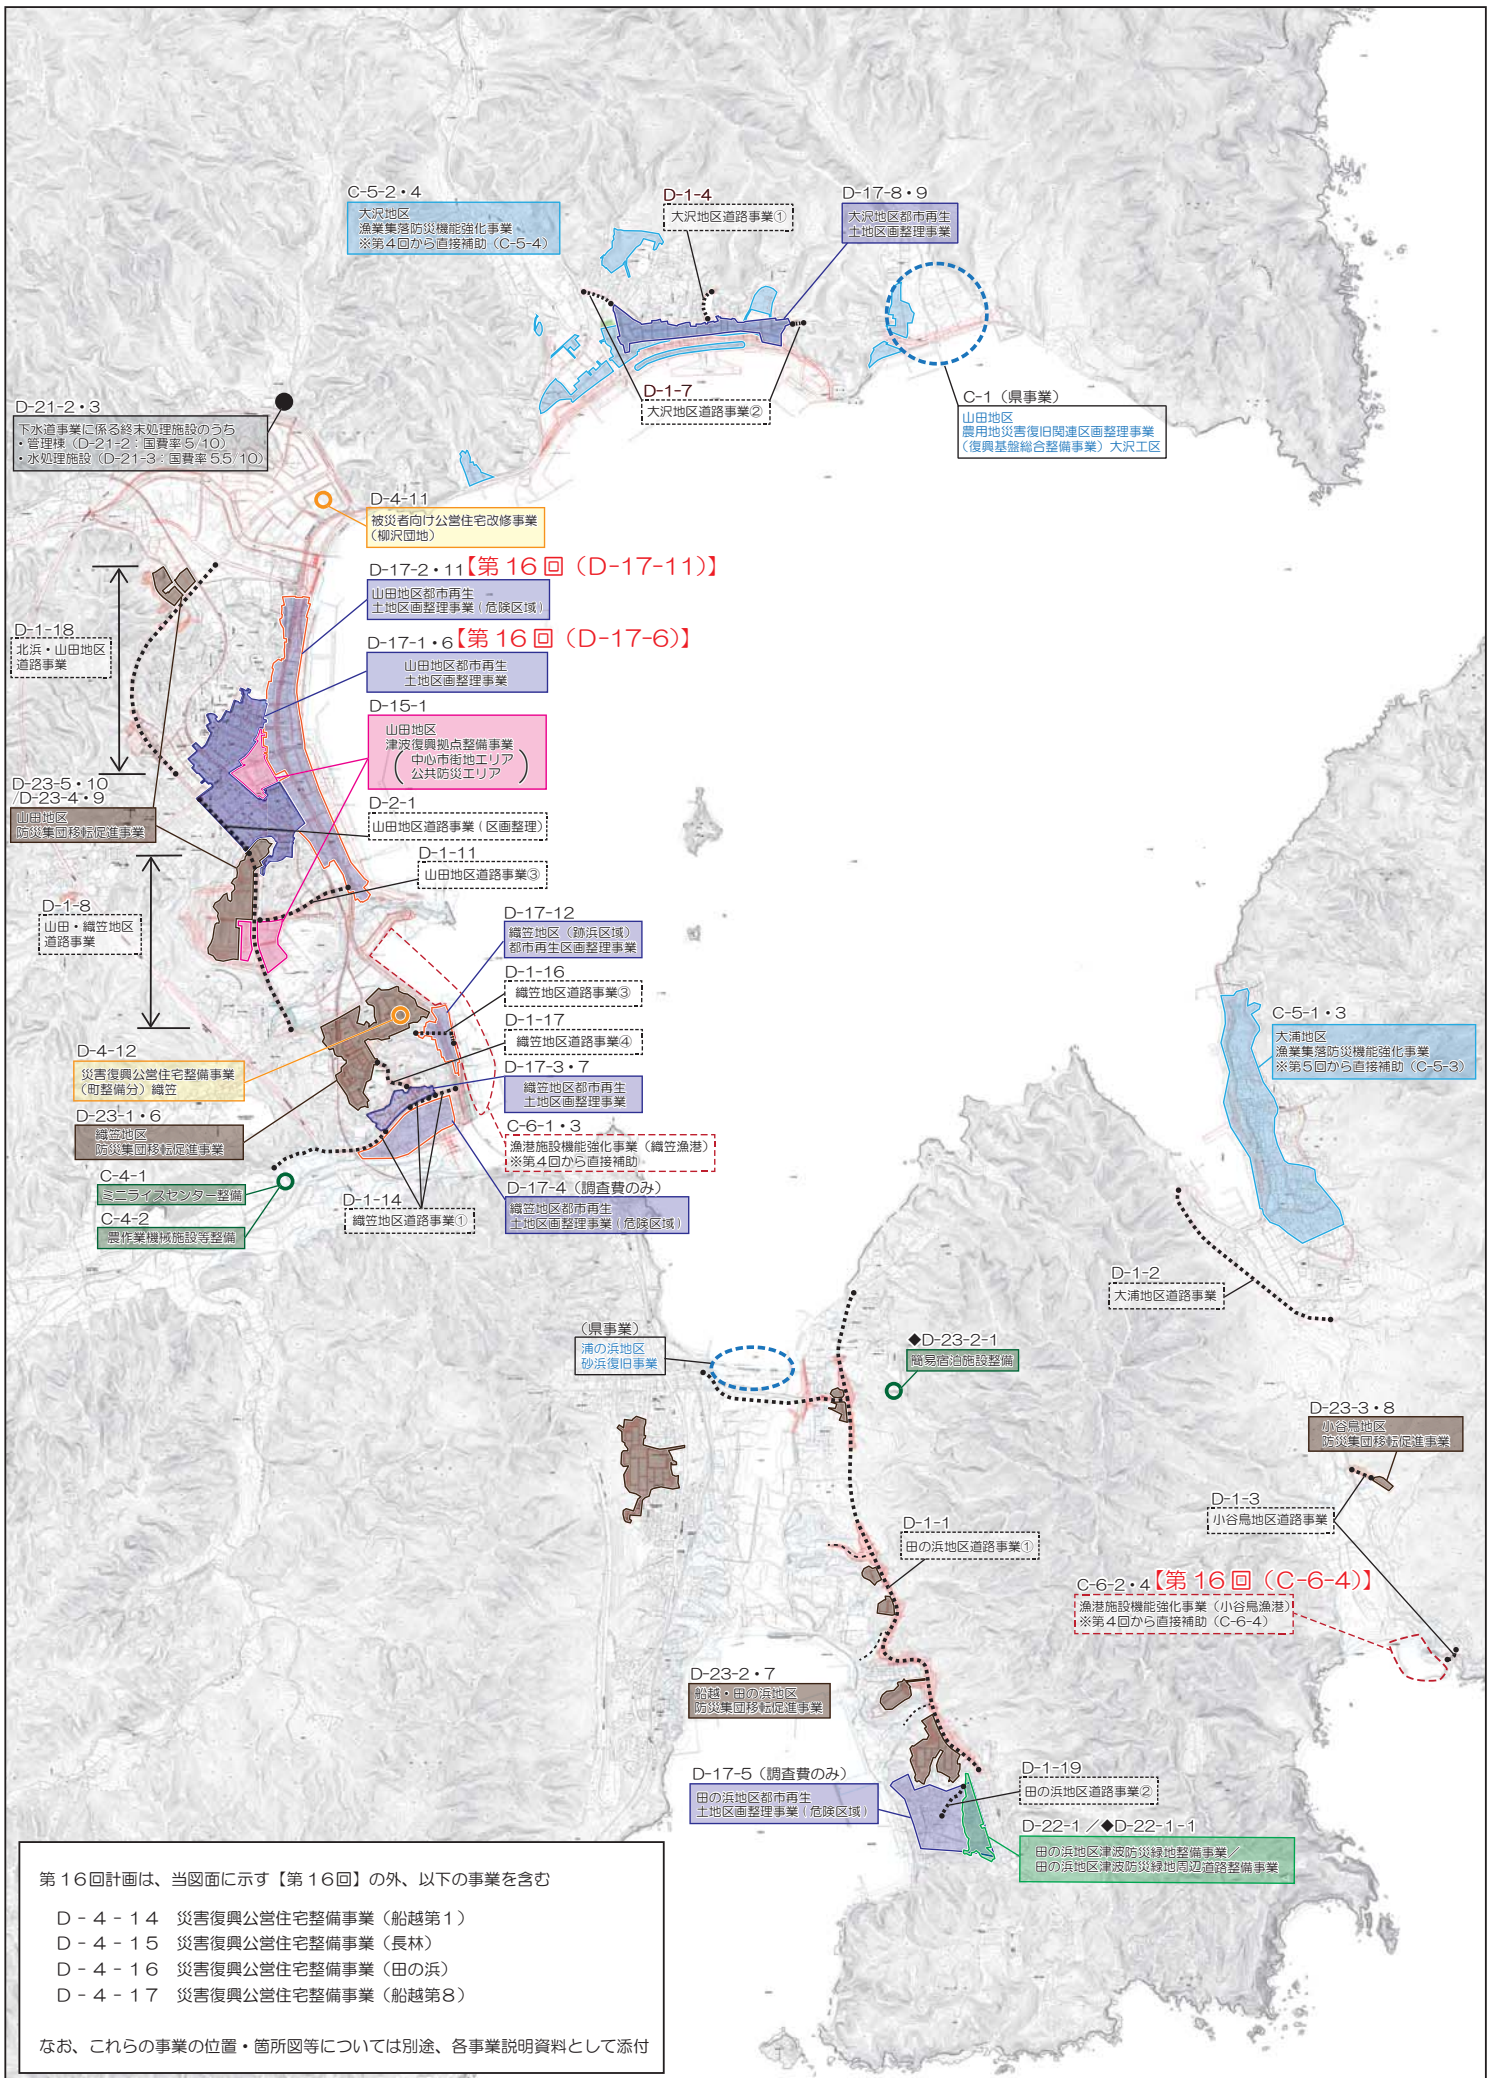 C-5-2・4
大沢地区
漁業集落防災機能強化事業
※第4回から直接補助（C-5-4）
D-1-4
大沢地区道路事業①
D-17-8・9
大沢地区都市再生
土地区画整理事業
D-1-7
大沢地区道路事業②
C-1（県事業）
山田地区
農用地災害復旧関連区画整理事業
（復興基盤総合整備事業）大沢工区
D-21-2・3
下水道事業に係る終末処理施設のうち
・管理棟（D-21-2：国費率5/10）
・水処理施設（D-21-3：国費率5.5/10）
D-4-11
被災者向け公営住宅改修事業
（柳沢団地）
D-17-2・11【第16回（D-17-11）】
山田地区都市再生
土地区画整理事業（危険区域）
D-17-1・6【第16回（D-17-6）】
山田地区都市再生
土地区画整理事業
D-1-18
北浜・山田地区
道路事業
D-15-1
山田地区
津波復興拠点整備事業
（中心市街地エリア
公共防災エリア）
D-23-5・10
/D-23-4・9
山田地区
防災集団移転促進事業
D-2-1
山田地区道路事業（区画整理）
D-1-11
山田地区道路事業③
D-1-8
山田・織笠地区
道路事業
D-17-12
織笠地区（跡浜区域）
都市再生区画整理事業
D-1-16
織笠地区道路事業③
D-1-17
織笠地区道路事業④
C-5-1・3
大浦地区
漁業集落防災機能強化事業
※第5回から直接補助（C-5-3）
D-4-12
災害復興公営住宅整備事業
（町整備分）織笠
D-17-3・7
織笠地区都市再生
土地区画整理事業
D-23-1・6
織笠地区
防災集団移転促進事業
C-6-1・3
漁港施設機能強化事業（織笠漁港）
※第4回から直接補助
C-4-1
ミニライスセンター整備
C-4-2
農作業機械施設等整備
D-1-14
織笠地区道路事業①
D-17-4（調査費のみ）
織笠地区都市再生
土地区画整理事業（危険区域）
D-1-2
大浦地区道路事業
（県事業）
浦の浜地区
砂浜復旧事業
◆D-23-2-1
簡易宿泊施設整備
D-23-3・8
小谷鳥地区
防災集団移転促進事業
D-1-3
小谷鳥地区道路事業
D-1-1
田の浜地区道路事業①
C-6-2・4【第16回（C-6-4）】
漁港施設機能強化事業（小谷鳥漁港）
※第4回から直接補助（C-6-4）
D-23-2・7
船越・田の浜地区
防災集団移転促進事業
D-17-5（調査費のみ）
田の浜地区都市再生
土地区画整理事業（危険区域）
D-1-19
田の浜地区道路事業②
D-22-1／◆D-22-1-1
田の浜地区津波防災緑地整備事業／
田の浜地区津波防災緑地周辺道路整備事業
第16回計画は、当図面に示す【第16回】の外、以下の事業を含む
D-4-14 災害復興公営住宅整備事業（船越第1）
D-4-15 災害復興公営住宅整備事業（長林）
D-4-16 災害復興公営住宅整備事業（田の浜）
D-4-17 災害復興公営住宅整備事業（船越第8）
なお、これらの事業の位置・箇所図等については別途、各事業説明資料として添付